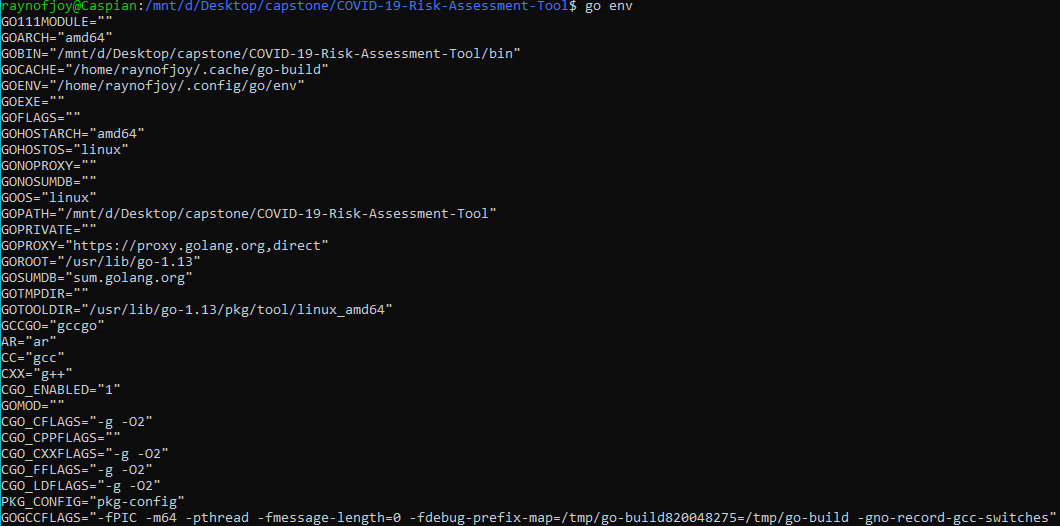 raynofjoy@Caspian:/mnt/d/Desktop/capstone/COVID-19-Risk-Assessment-Tool$ go env
GO111MODULE=""
GOARCH="amd64"
GOBIN="/mnt/d/Desktop/capstone/COVID-19-Risk-Assessment-Tool/bin"
GOCACHE="/home/raynofjoy/.cache/go-build"
GOENV="/home/raynofjoy/.config/go/env"
GOEXE=""
GOFLAGS=""
GOHOSTARCH="amd64"
GOHOSTOS="linux"
GONOPROXY=""
GONOSUMDB=""
GOOS="linux"
GOPATH="/mnt/d/Desktop/capstone/COVID-19-Risk-Assessment-Tool"
GOPRIVATE=""
GOPROXY="https://proxy.golang.org,direct"
GOROOT="/usr/lib/go-1.13"
GOSUMDB="sum.golang.org"
GOTMPDIR=""
GOTOOLDIR="/usr/lib/go-1.13/pkg/tool/linux_amd64"
GCCGO="gccgo"
AR="ar"
CC="gcc"
CXX="g++"
CGO_ENABLED="1"
GOMOD=""
CGO_CFLAGS="-g -O2"
CGO_CPPFLAGS=""
CGO_CXXFLAGS="-g -O2"
CGO_FFLAGS="-g -O2"
CGO_LDFLAGS="-g -O2"
PKG_CONFIG="pkg-config"
GOGCCFLAGS="-fPIC -m64 -pthread -fmessage-length=0 -fdebug-prefix-map=/tmp/go-build820048275=/tmp/go-build -gno-record-gcc-switches"